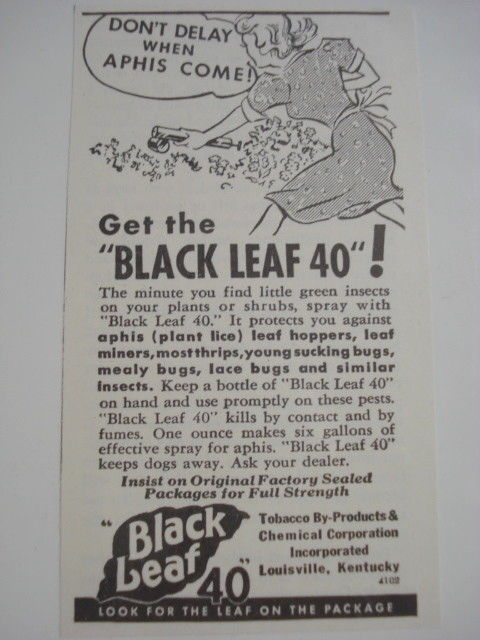 DON'T DELAY
WHEN
APHIS COME!
Get the
"BLACK LEAF 40"!
The minute you find little green insects
on your plants or shrubs, spray with
"Black Leaf 40." It protects you against
aphis (plant lice) leaf hoppers, leaf
miners, most thrips, young sucking bugs,
mealy bugs, lace bugs and similar
insects. Keep a bottle of "Black Leaf 40"
on hand and use promptly on these pests.
"Black Leaf 40" kills by contact and by
fumes. One ounce makes six gallons of
effective spray for aphis. "Black Leaf 40"
keeps dogs away. Ask your dealer.
Insist on Original Factory Sealed
Packages for Full Strength
"Black
Leaf
40"
Tobacco By-Products &
Chemical Corporation
Incorporated
Louisville, Kentucky
4102
LOOK FOR THE LEAF ON THE PACKAGE